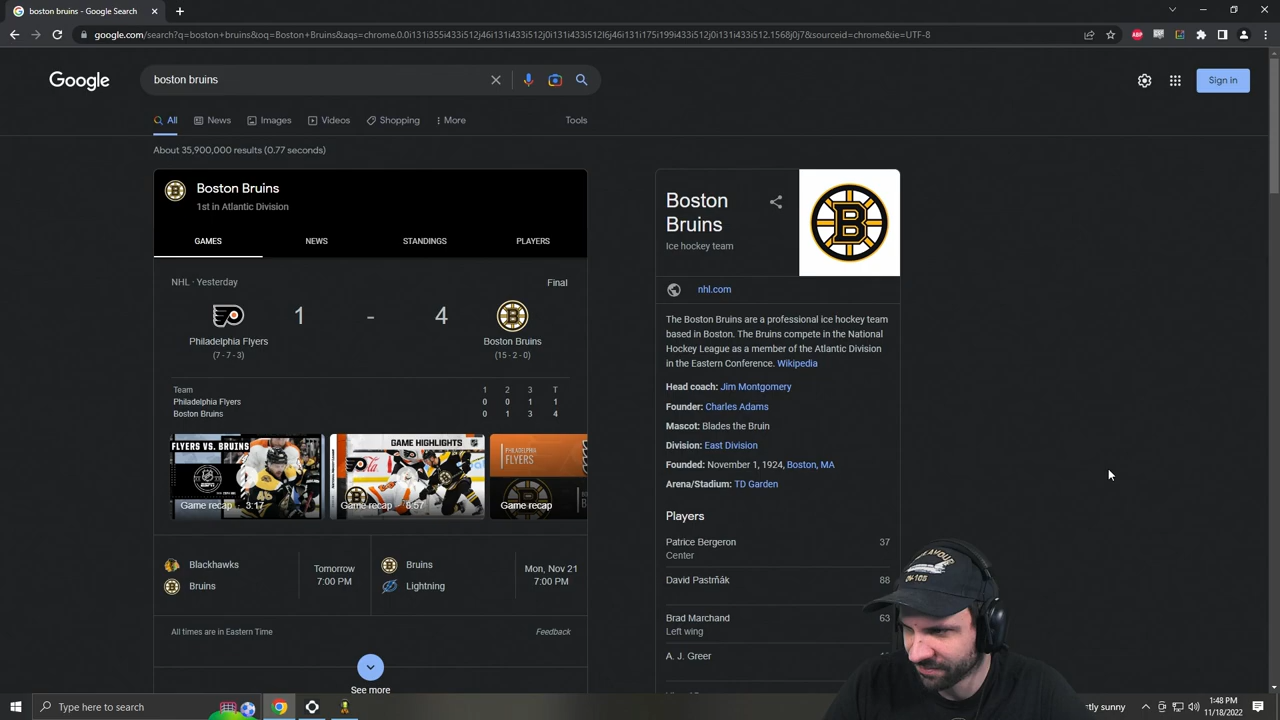 boston bruins - Google Search
google.com/search?q=boston+bruins&oq=Boston+Bruins&aqs=chrome.0.0i131i355i433i512j0i46i131i433i512j0i131i433i512l6j46i131i175i199i433i512j0i131i433i512.1568j0j7&sourceid=chrome&ie=UTF-8
ABP
Google
boston bruins
Sign in
All
News
Images
Videos
Shopping
More
Tools
About 35,900,000 results (0.77 seconds)
Boston Bruins
1st in Atlantic Division
GAMES
NEWS
STANDINGS
PLAYERS
NHL · Yesterday
Final
1 - 4
Philadelphia Flyers
(7 - 7 - 3)
Boston Bruins
(15 - 2 - 0)
Team 1 2 3 T
Philadelphia Flyers 0 0 1 1
Boston Bruins 0 1 3 4
FLYERS VS. BRUINS
Game recap · 3:17
GAME HIGHLIGHTS
Game recap · 8:57
PHILADELPHIA
FLYERS
Game recap
Blackhawks
Bruins
Tomorrow
7:00 PM
Bruins
Lightning
Mon, Nov 21
7:00 PM
All times are in Eastern Time
Feedback
See more
Boston
Bruins
Ice hockey team
nhl.com
The Boston Bruins are a professional ice hockey team
based in Boston. The Bruins compete in the National
Hockey League as a member of the Atlantic Division
in the Eastern Conference. Wikipedia
Head coach: Jim Montgomery
Founder: Charles Adams
Mascot: Blades the Bruin
Division: East Division
Founded: November 1, 1924, Boston, MA
Arena/Stadium: TD Garden
Players
Patrice Bergeron 37
Center
David Pastrňák 88
Brad Marchand 63
Left wing
A. J. Greer
Type here to search
tly sunny
1:48 PM
11/18/2022